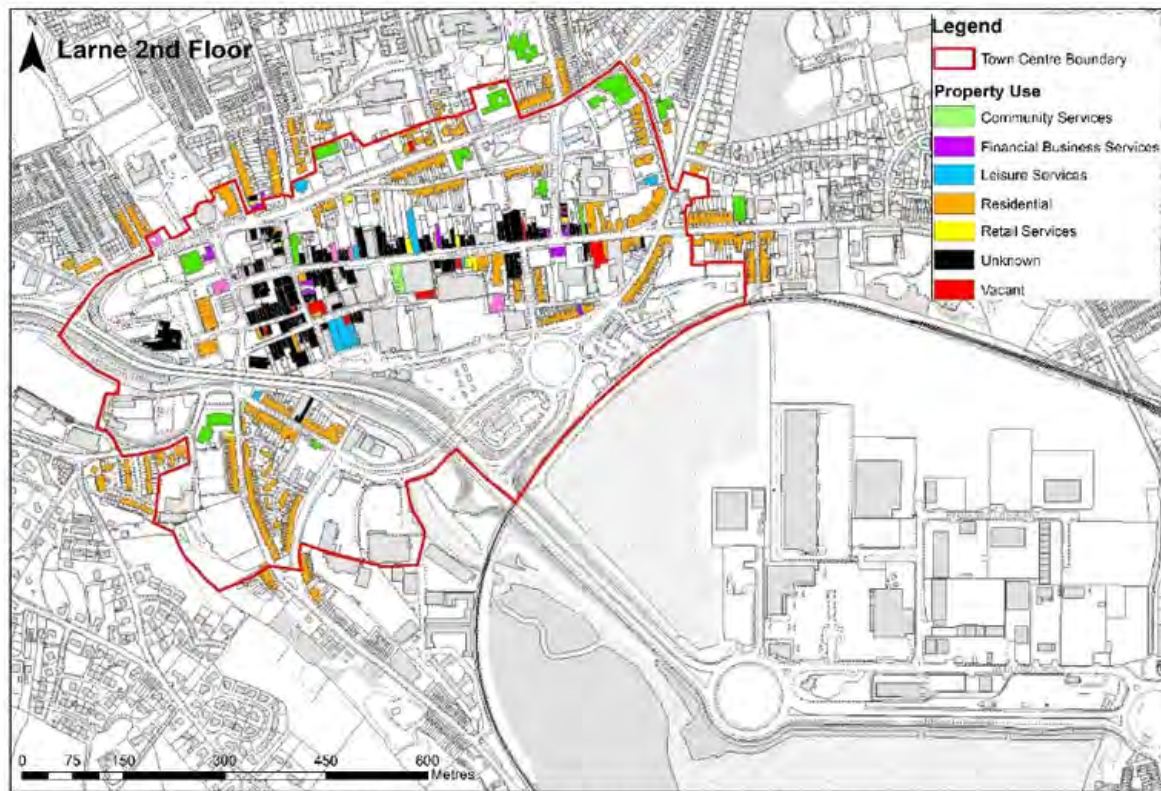 N
Larne 2nd Floor
Legend
Town Centre Boundary
Property Use
Community Services
Financial Business Services
Leisure Services
Residential
Retail Services
Unknown
Vacant
0 75 150 300 450 600
Metres